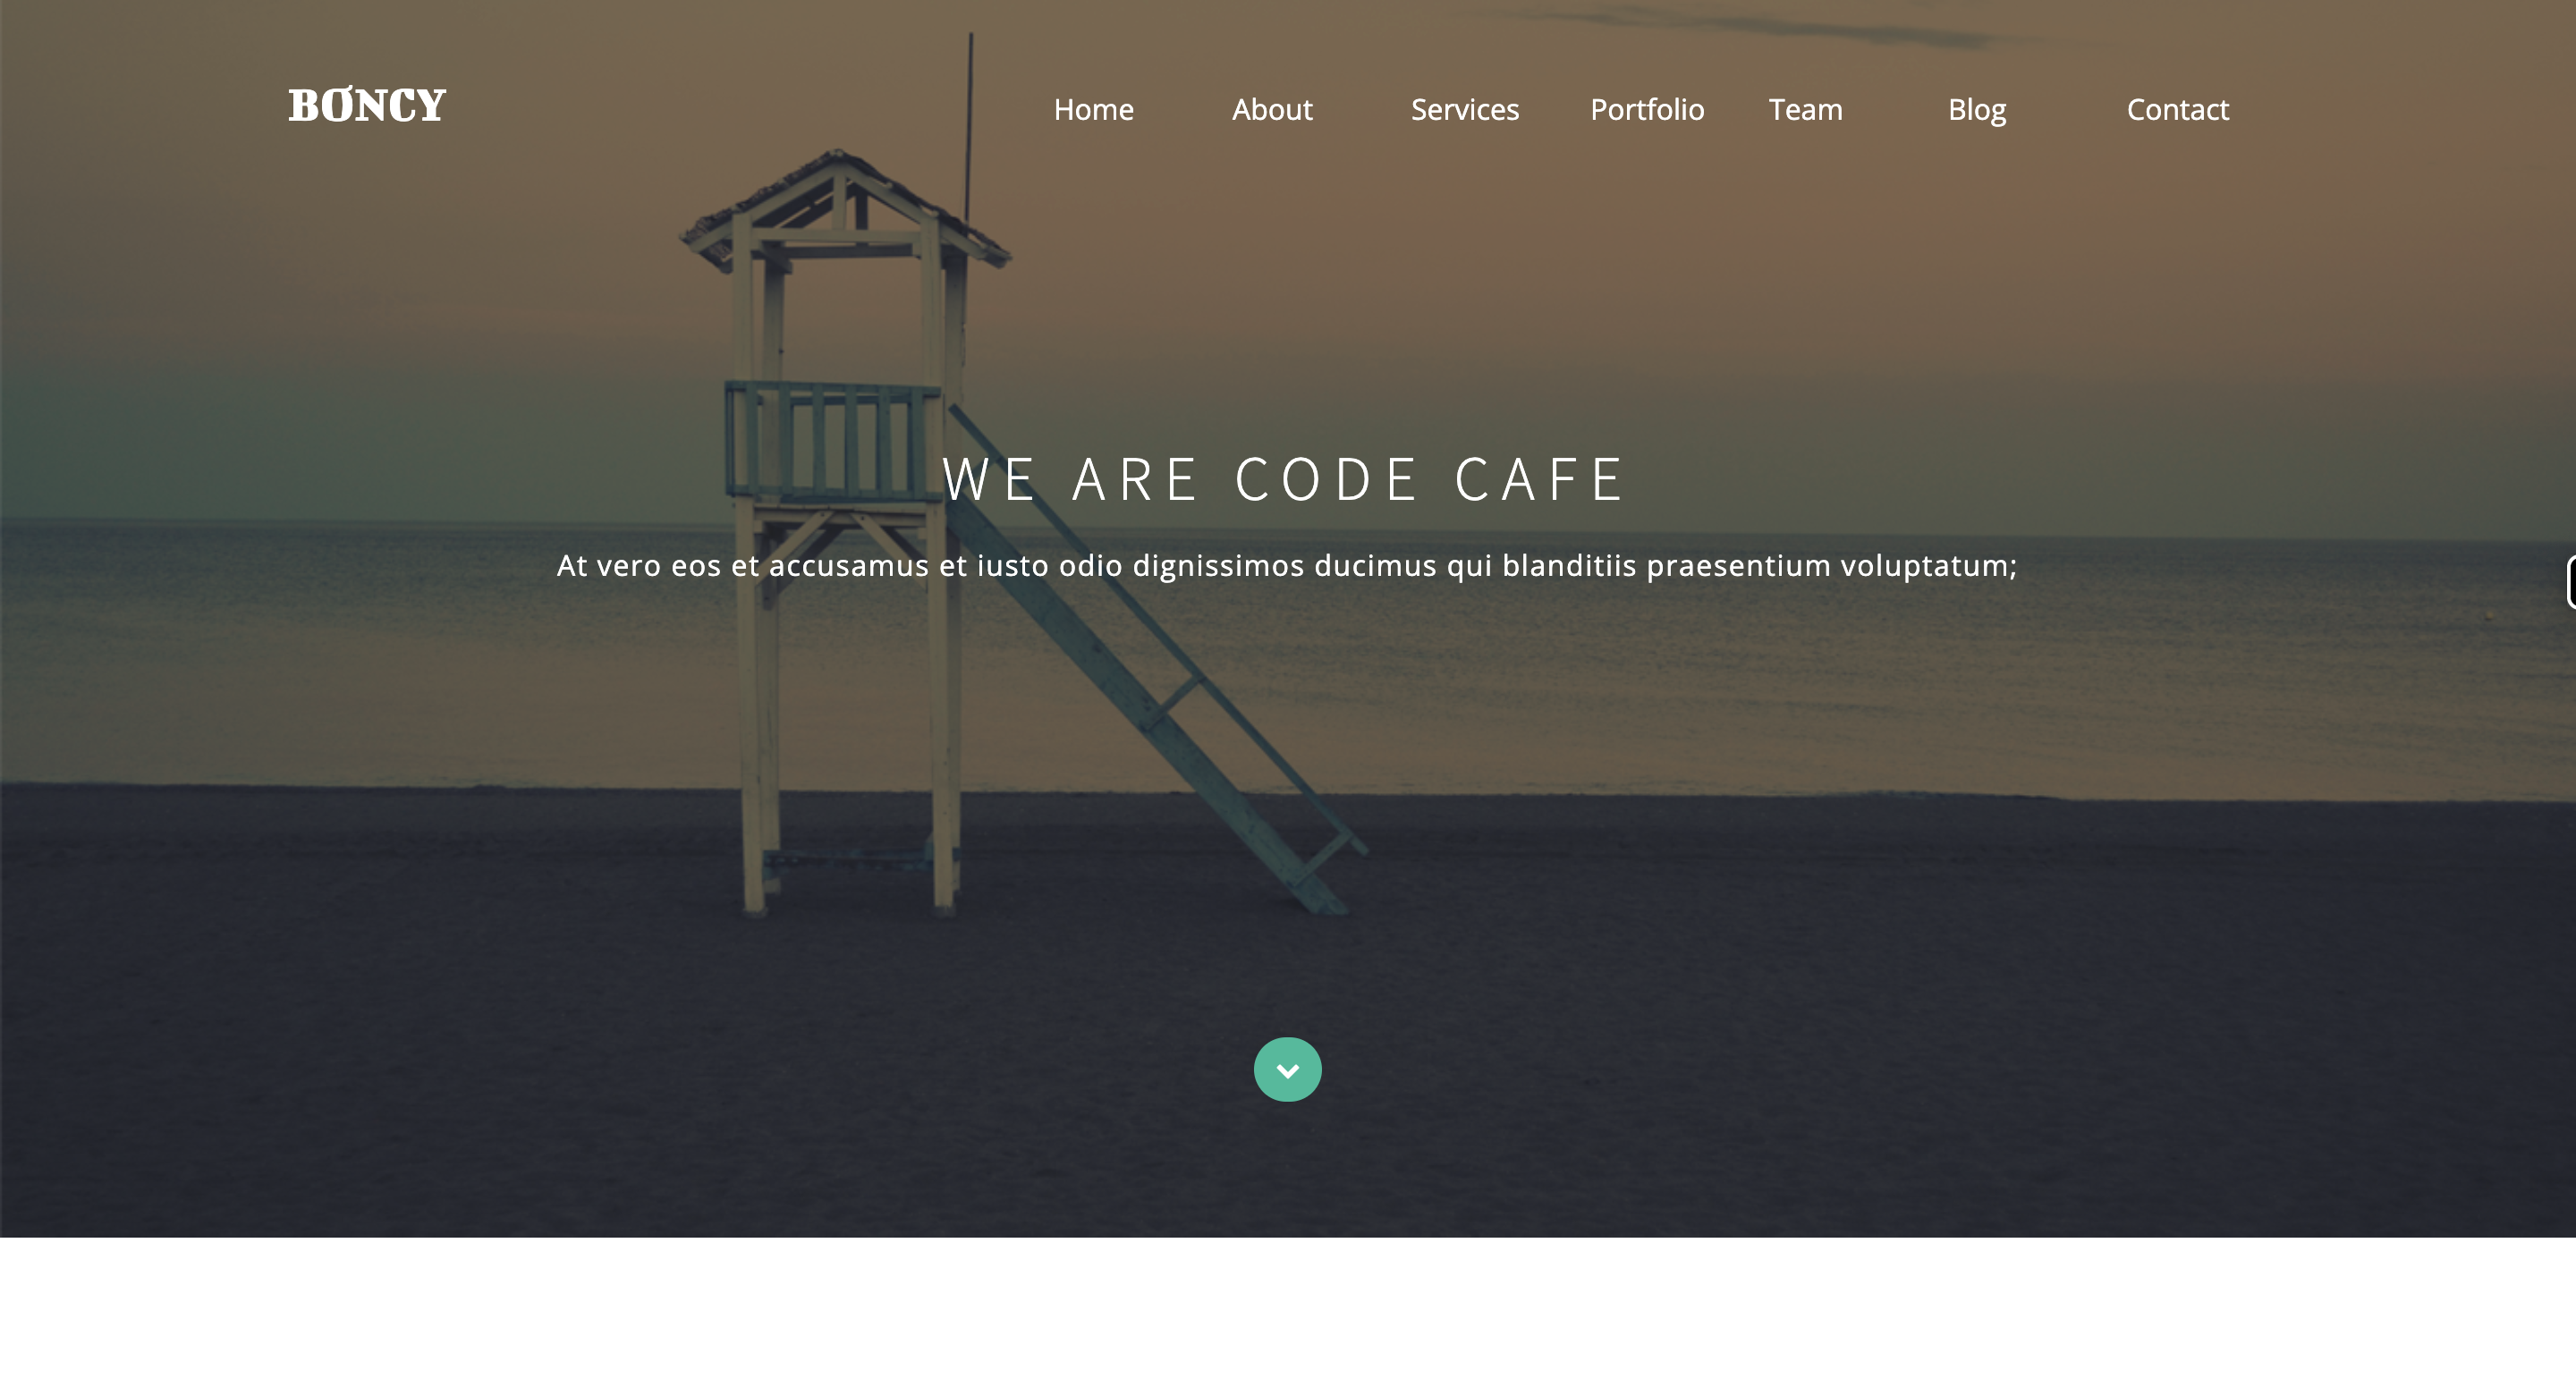 BONCY
Home About Services Portfolio Team Blog Contact
WE ARE CODE CAFE
At vero eos et accusamus et iusto odio dignissimos ducimus qui blanditiis praesentium voluptatum;